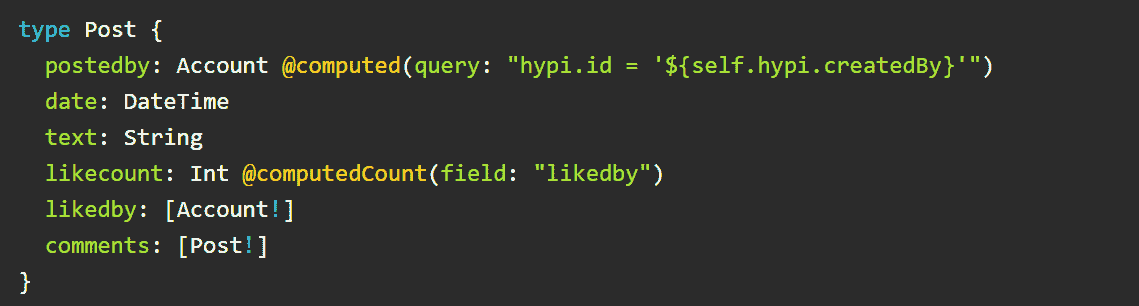 type Post {
  postedby: Account @computed(query: "hypi.id = '${self.hypi.createdBy}'")
  date: DateTime
  text: String
  likecount: Int @computedCount(field: "likedby")
  likedby: [Account!]
  comments: [Post!]
}